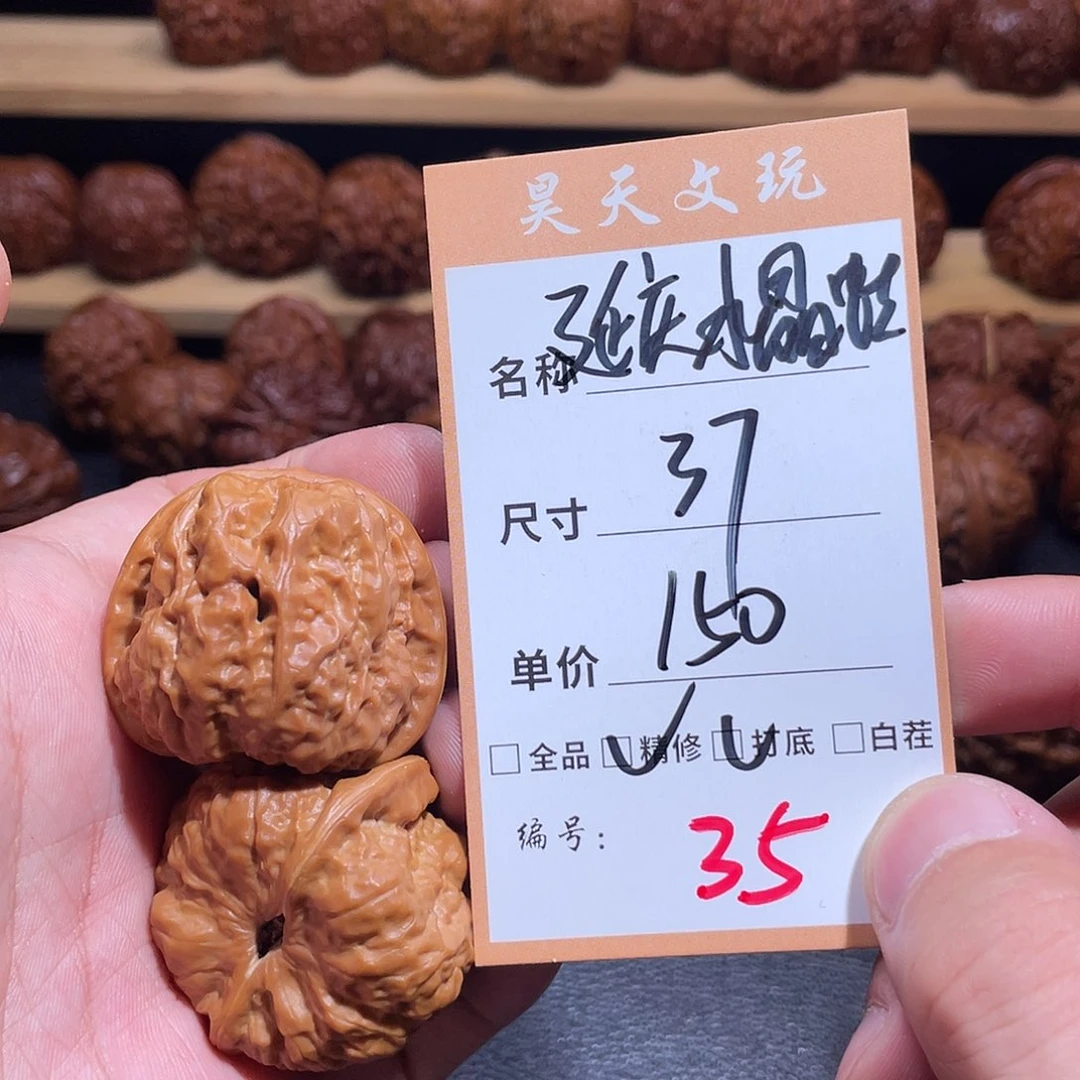 昊天文玩
名称 延庆水晶
尺寸 37
单价 150
□全品 □精修 □打底 □白茬
编号: 35